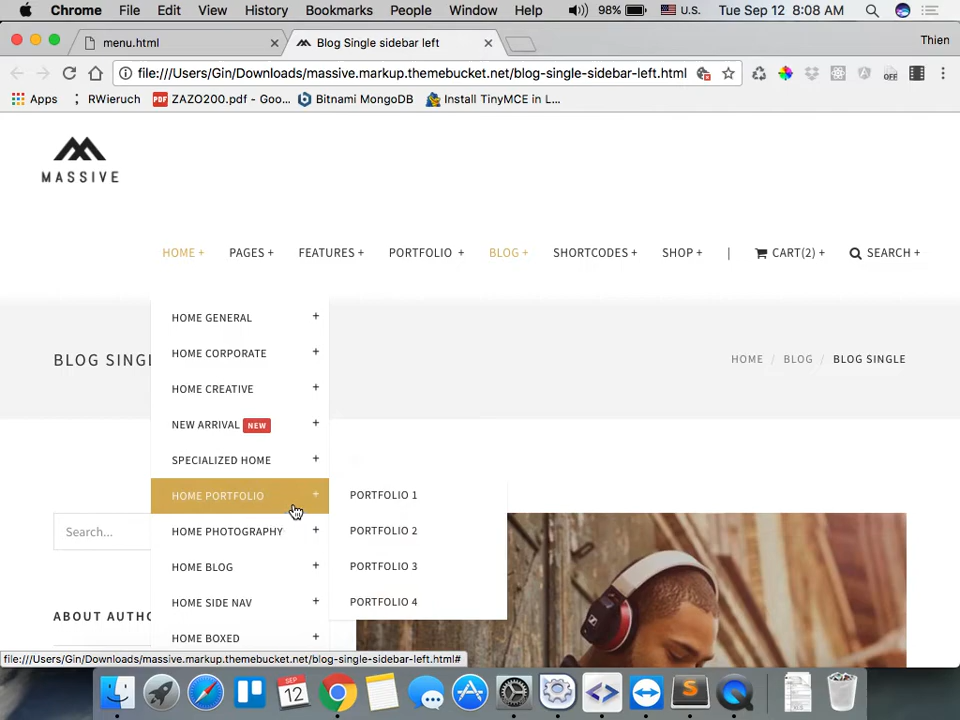 Chrome File Edit View History Bookmarks People Window Help 98% U.S. Tue Sep 12 8:08 AM
menu.html Blog Single sidebar left Thien
file:///Users/Gin/Downloads/massive.markup.themebucket.net/blog-single-sidebar-left.html OFF
Apps RWieruch PDF ZAZO200.pdf - Goo... Bitnami MongoDB Install TinyMCE in L...
MASSIVE
HOME + PAGES + FEATURES + PORTFOLIO + BLOG + SHORTCODES + SHOP + | CART(2) + SEARCH +
HOME GENERAL +
HOME CORPORATE +
BLOG SINGL HOME / BLOG / BLOG SINGLE
HOME CREATIVE +
NEW ARRIVAL NEW +
SPECIALIZED HOME +
HOME PORTFOLIO + PORTFOLIO 1
Search... HOME PHOTOGRAPHY + PORTFOLIO 2
HOME BLOG + PORTFOLIO 3
HOME SIDE NAV + PORTFOLIO 4
ABOUT AUTHO
HOME BOXED +
file:///Users/Gin/Downloads/massive.markup.themebucket.net/blog-single-sidebar-left.html#
SEP
12